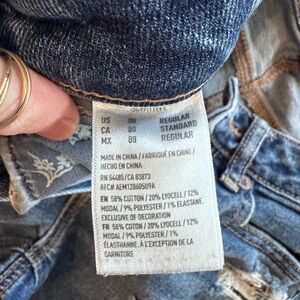 US 00 REGULAR
CA 00 STANDARD
MX 00 REGULAR
MADE IN CHINA / FABRIQUÉ EN CHINE /
HECHO EN CHINA
RN 54485/CA 83873
REC# AEM12060509A
EN 58% COTTON / 20% LYOCELL / 12%
MODAL / 9% POLYESTER / 1% ELASTANE
EXCLUSIVE OF DECORATION
FR 58% COTON / 20% LYOCELL / 12%
MODAL / 9% POLYESTER / 1%
ÉLASTHANNE, À L'EXCEPTION DE LA
GARNITURE